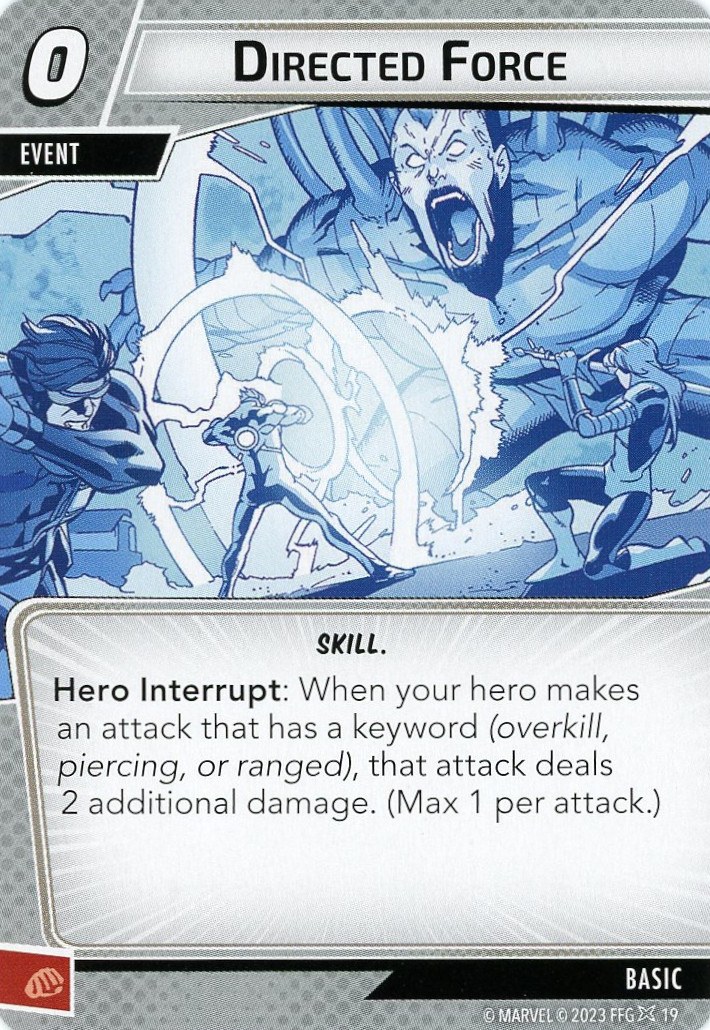 0
DIRECTED FORCE
EVENT
SKILL.
Hero Interrupt: When your hero makes
an attack that has a keyword (overkill,
piercing, or ranged), that attack deals
2 additional damage. (Max 1 per attack.)
BASIC
© MARVEL © 2023 FFG 19